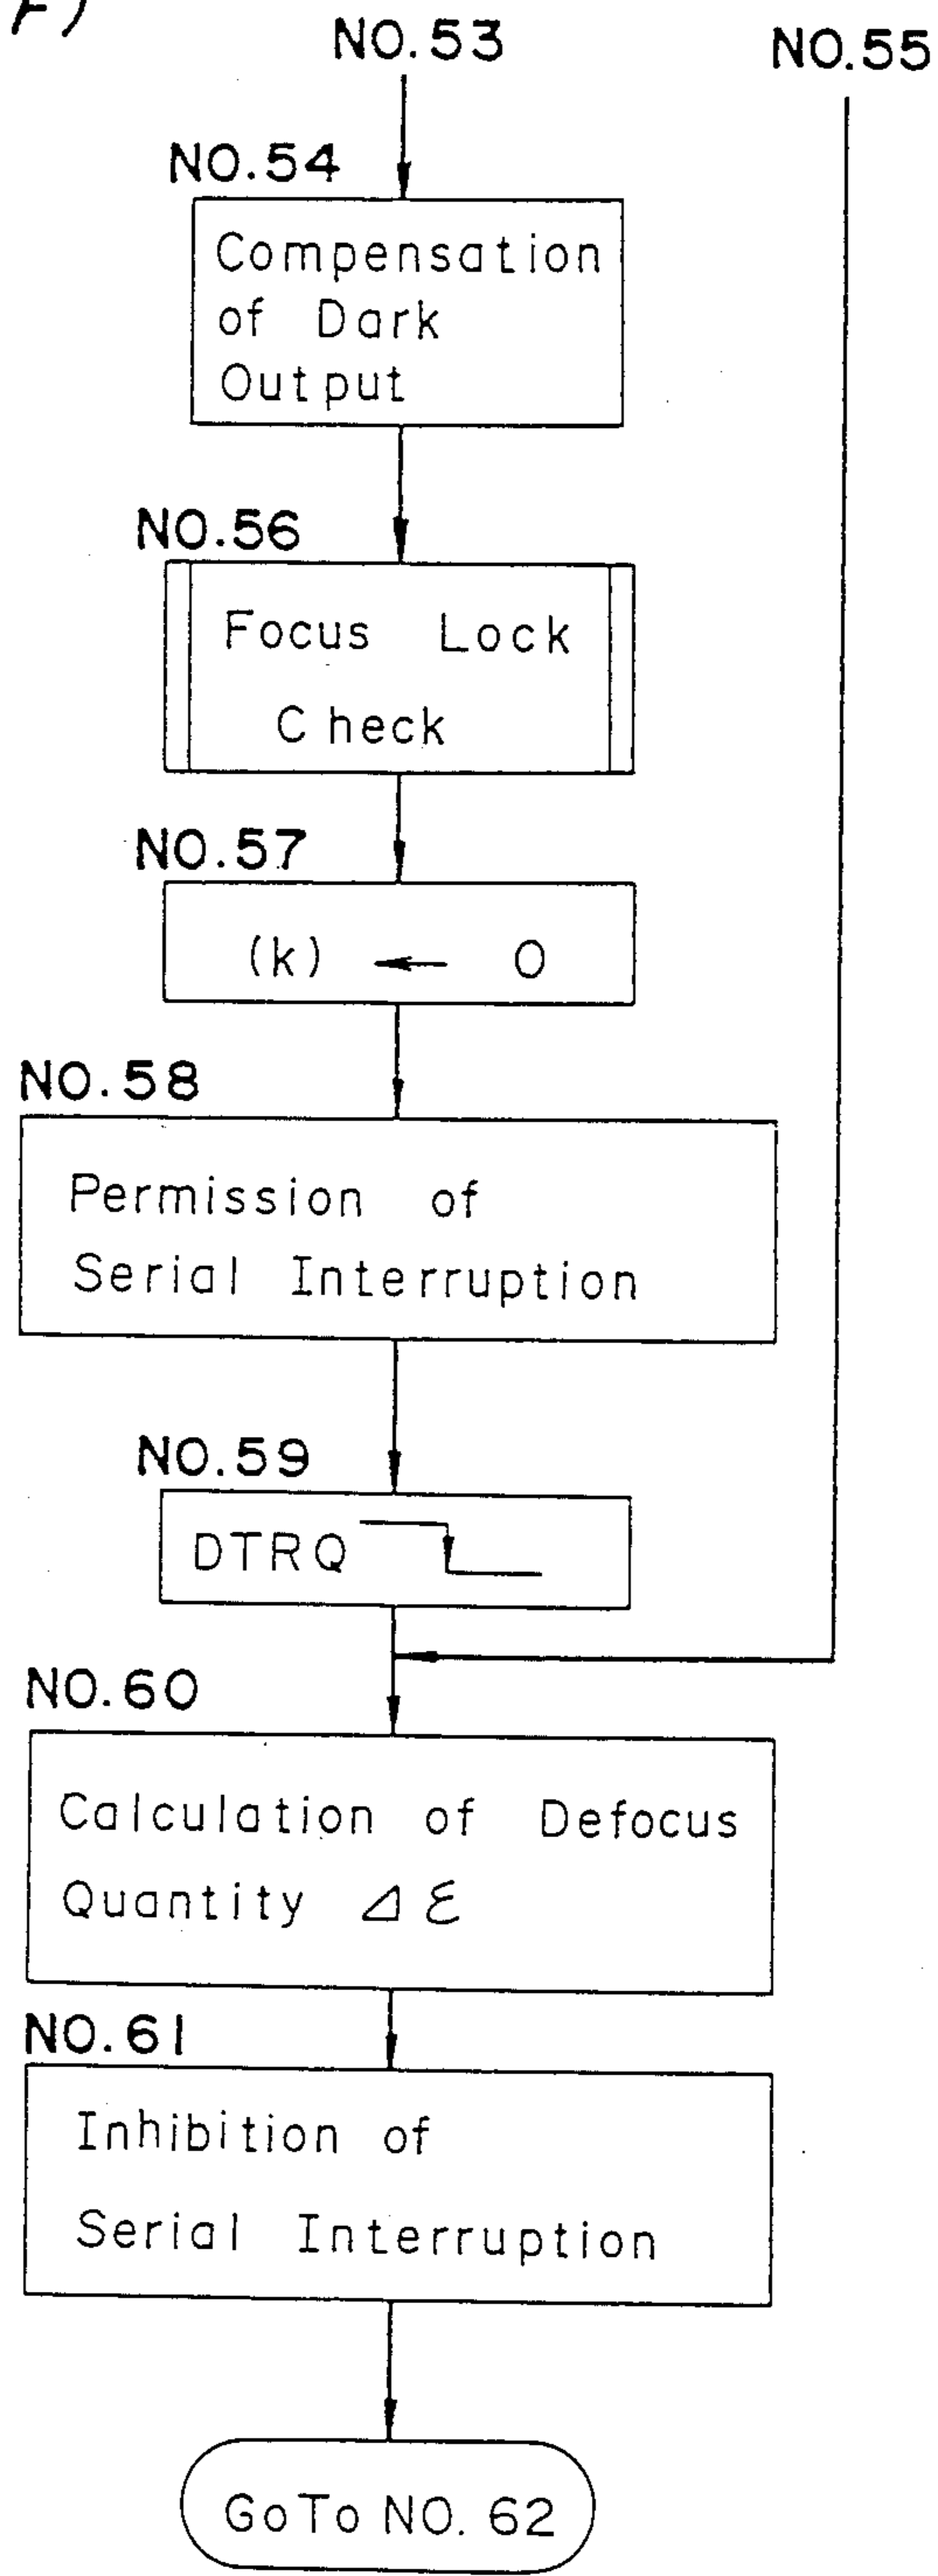 F)
NO.53
NO.55
NO.54
Compensation
of Dark
Output
NO.56
Focus Lock
Check
NO.57
(k) ← 0
NO.58
Permission of
Serial Interruption
NO.59
DTRQ
NO.60
Calculation of Defocus
Quantity ⊿ ε
NO.61
Inhibition of
Serial Interruption
GoTo NO. 62